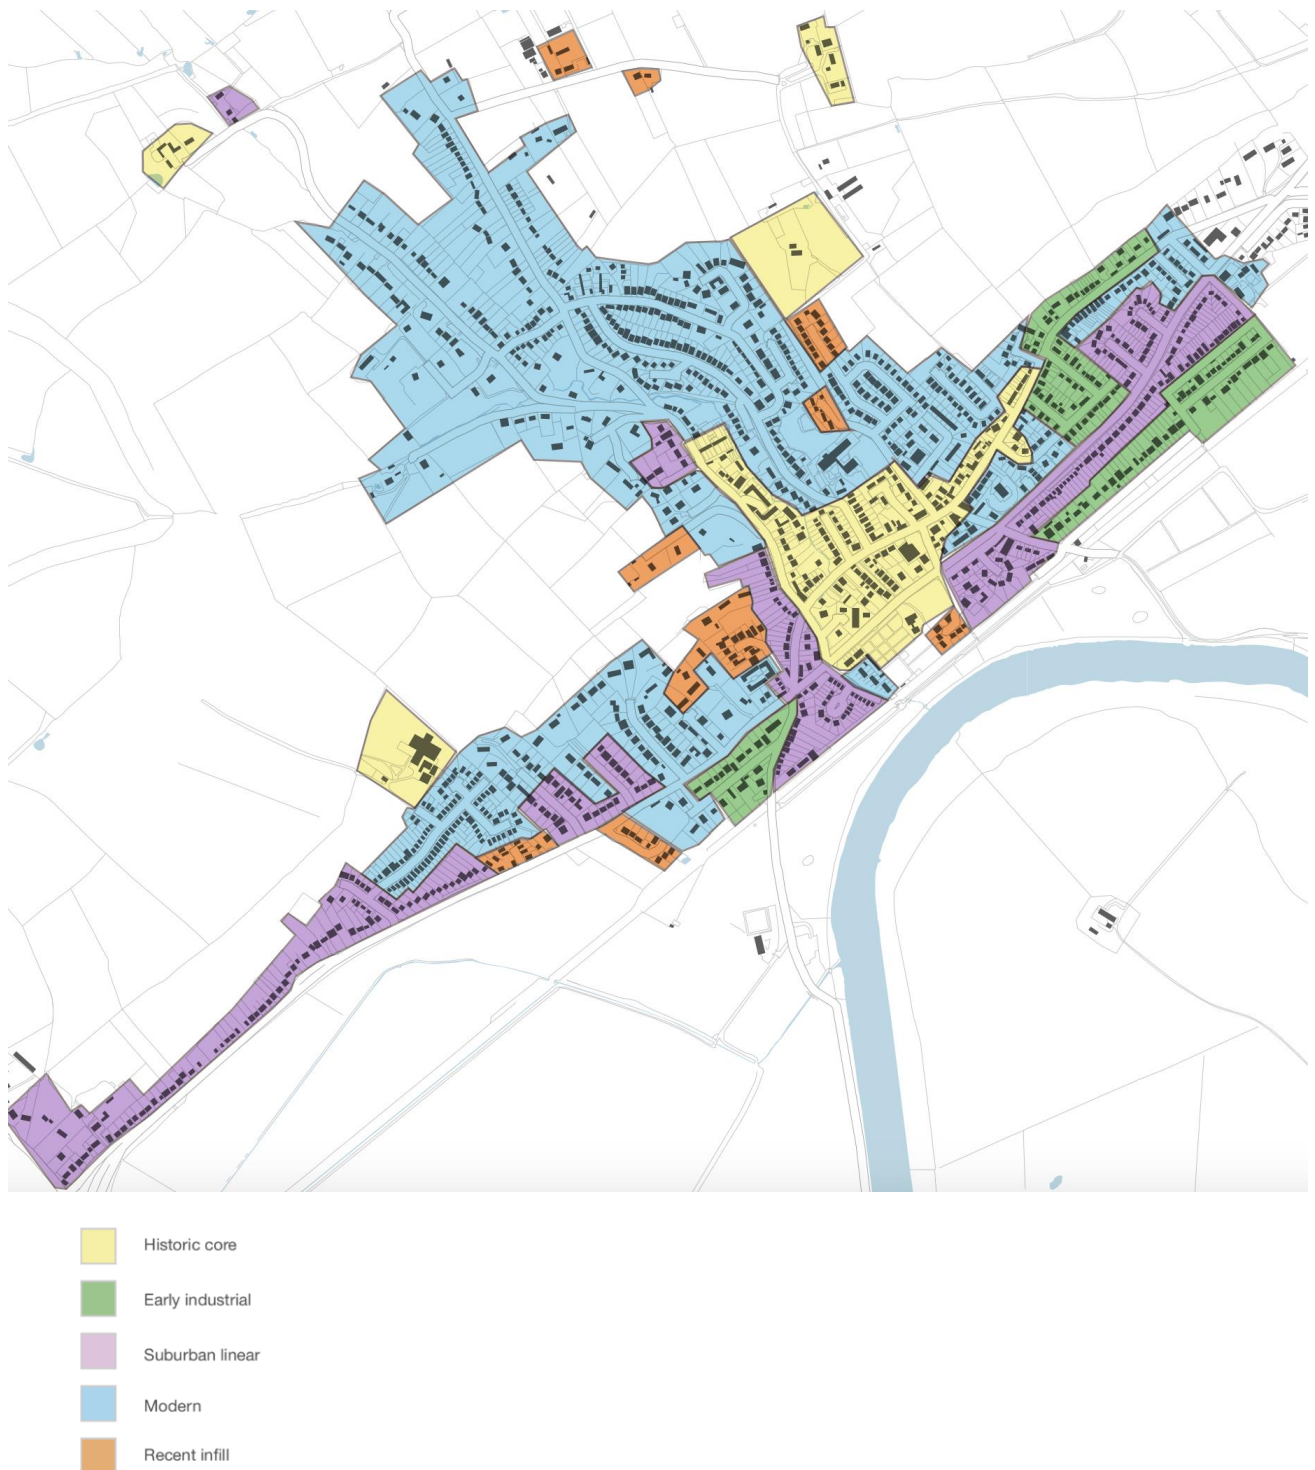 Historic core
Early industrial
Suburban linear
Modern
Recent infill